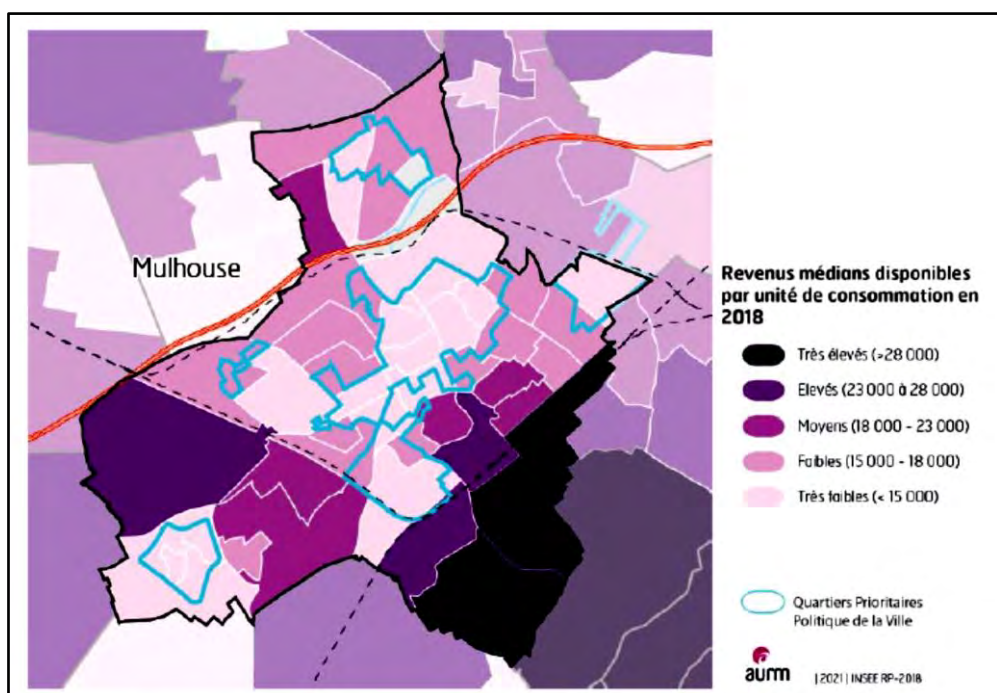 Mulhouse
Revenus médians disponibles
par unité de consommation en
2018
Très élevés (>28 000)
Elevés (23 000 à 28 000)
Moyens (18 000 - 23 000)
Faibles (15 000 - 18 000)
Très faibles (< 15 000)
Quartiers Prioritaires
Politique de la Ville
aurm
| 2021 | INSEE RP-2018